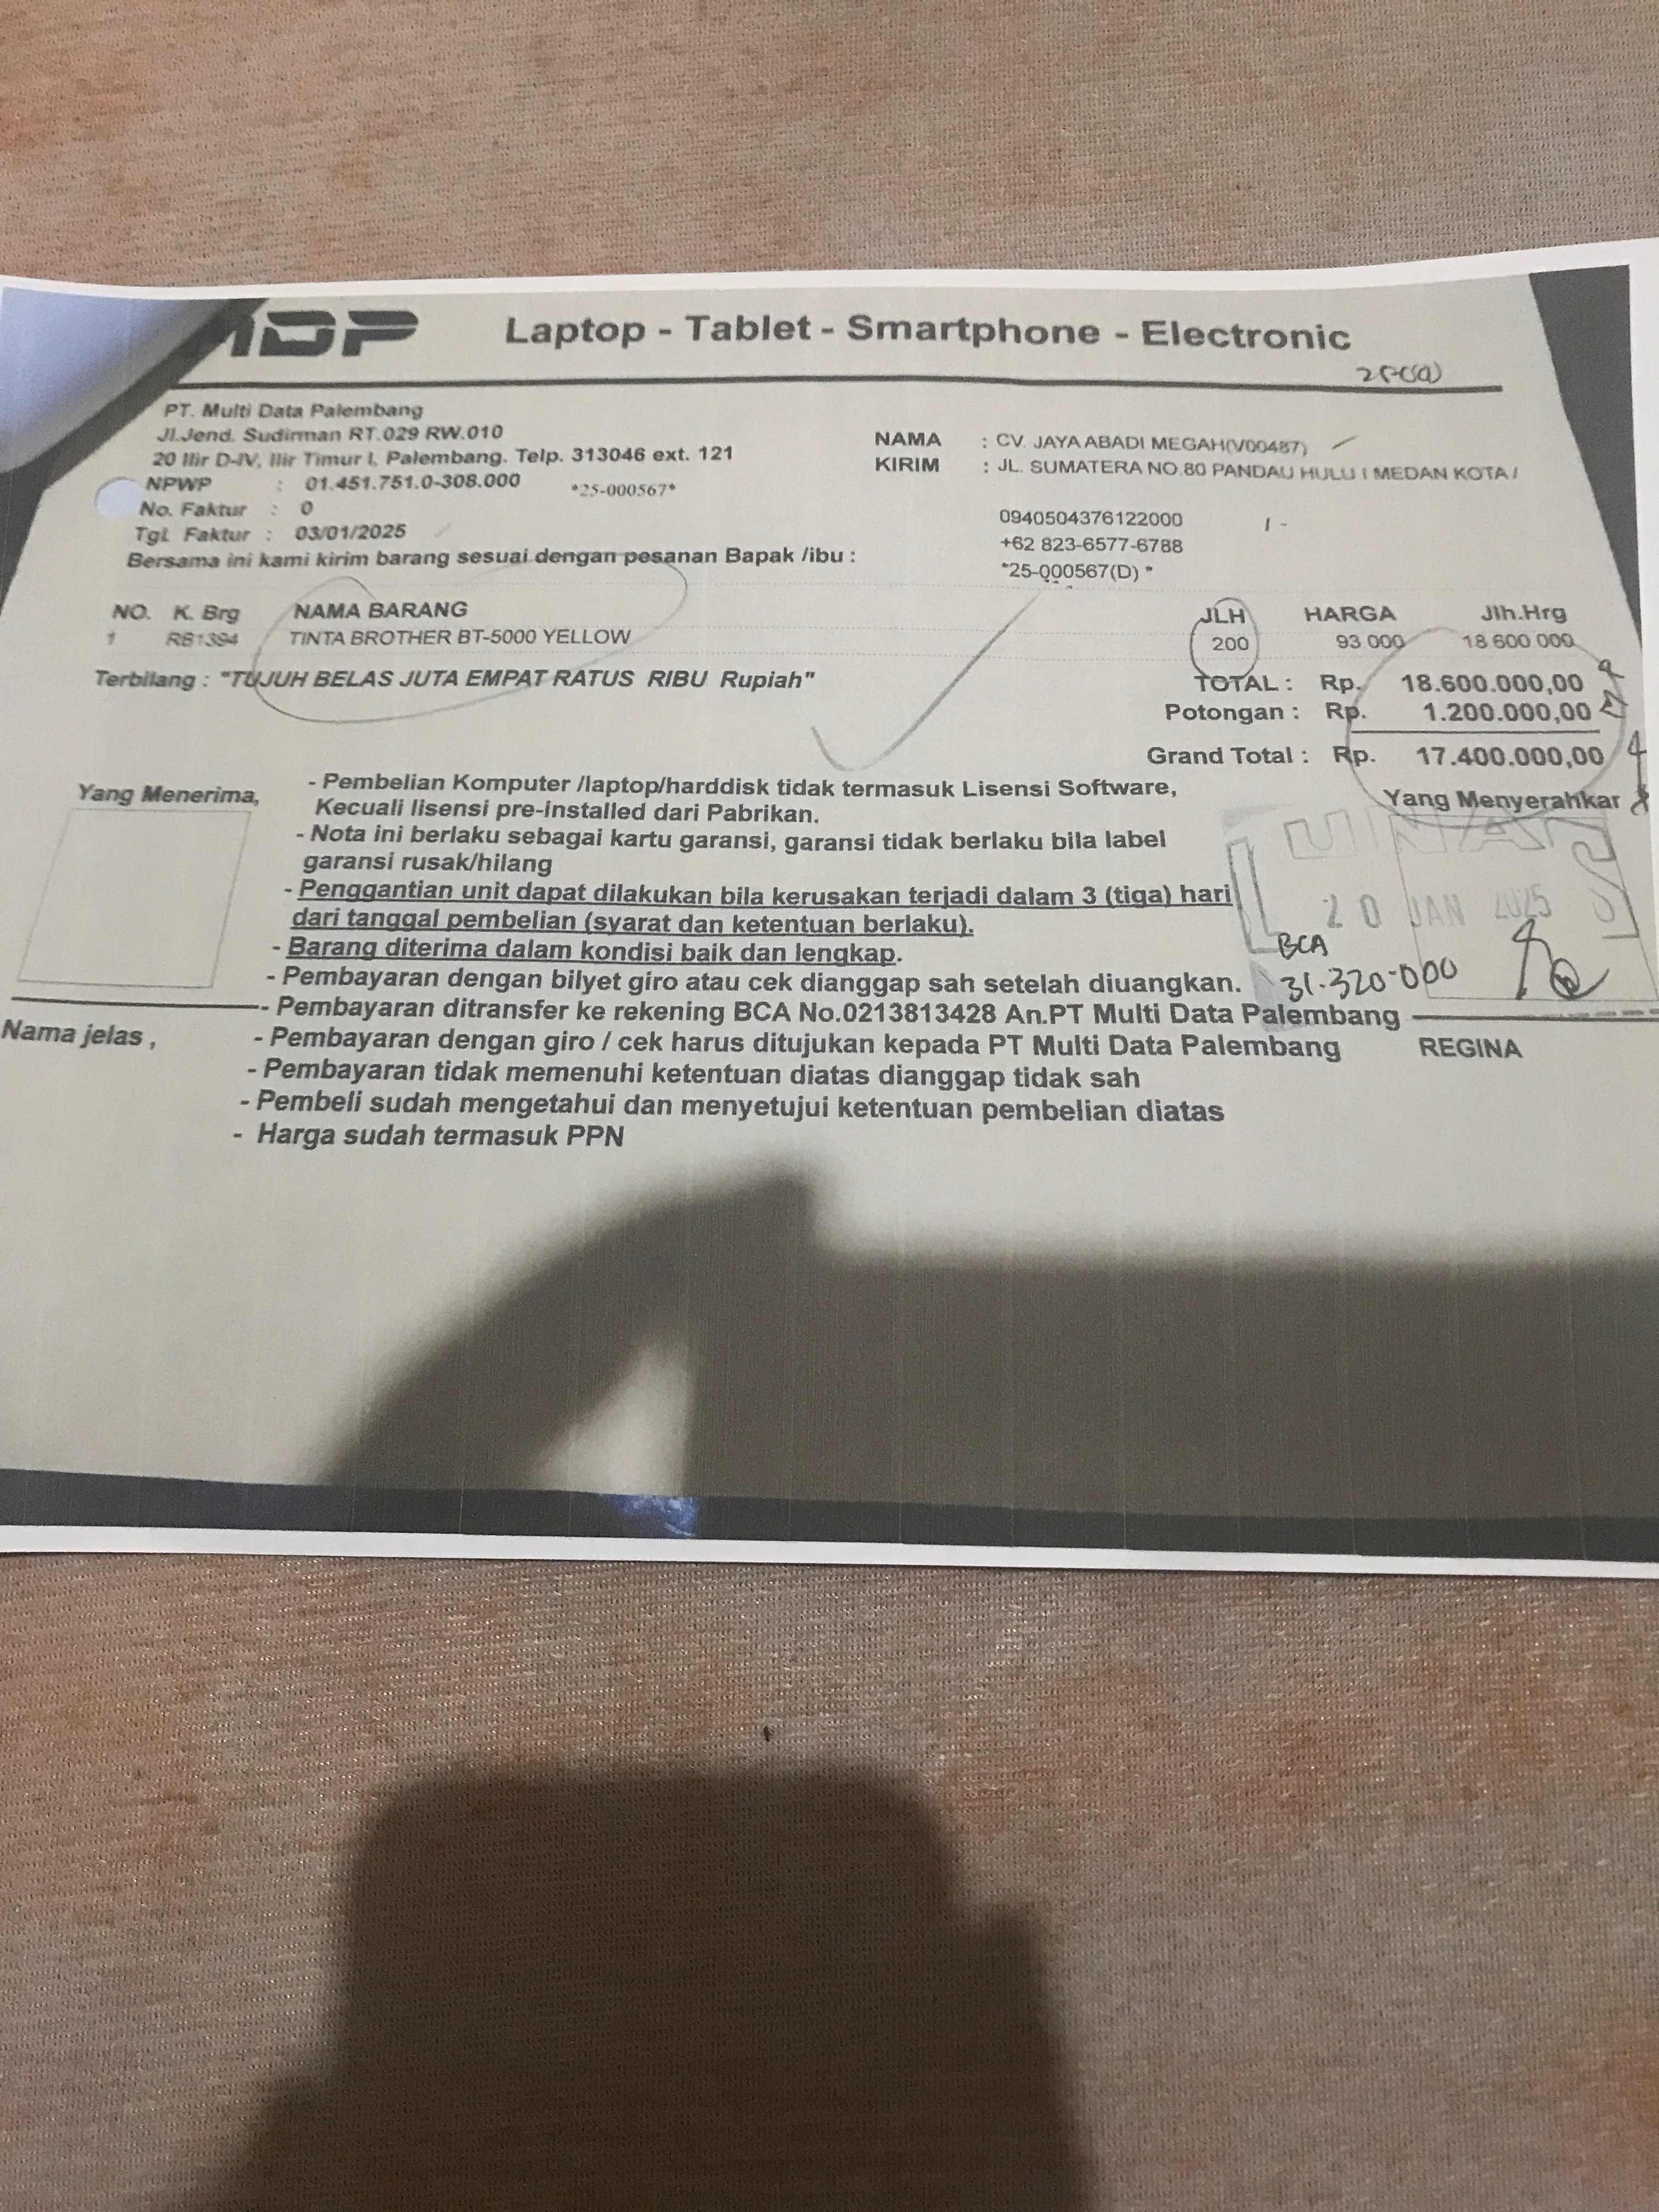 MDP Laptop - Tablet - Smartphone - Electronic
PT. Multi Data Palembang
Jl.Jend. Sudirman RT.029 RW.010
20 Ilir D-IV, Ilir Timur I, Palembang. Telp. 313046 ext. 121
NPWP : 01.451.751.0-308.000 *25-000567*
No. Faktur : 0
Tgl. Faktur : 03/01/2025
Bersama ini kami kirim barang sesuai dengan pesanan Bapak /ibu :
NAMA : CV. JAYA ABADI MEGAH(V00487)
KIRIM : JL. SUMATERA NO.80 PANDAU HULU I MEDAN KOTA /
0940504376122000
+62 823-6577-6788
*25-000567(D) *
NO. K. Brg NAMA BARANG JLH HARGA Jlh.Hrg
1 RB1394 TINTA BROTHER BT-5000 YELLOW 200 93.000 18.600.000
Terbilang : "TUJUH BELAS JUTA EMPAT RATUS RIBU Rupiah"
TOTAL : Rp. 18.600.000,00
Potongan : Rp. 1.200.000,00
Grand Total : Rp. 17.400.000,00
Yang Menerima,
- Pembelian Komputer /laptop/harddisk tidak termasuk Lisensi Software,
Kecuali lisensi pre-installed dari Pabrikan.
- Nota ini berlaku sebagai kartu garansi, garansi tidak berlaku bila label
garansi rusak/hilang
- Penggantian unit dapat dilakukan bila kerusakan terjadi dalam 3 (tiga) hari
dari tanggal pembelian (syarat dan ketentuan berlaku).
- Barang diterima dalam kondisi baik dan lengkap.
- Pembayaran dengan bilyet giro atau cek dianggap sah setelah diuangkan.
- Pembayaran ditransfer ke rekening BCA No.0213813428 An.PT Multi Data Palembang
- Pembayaran dengan giro / cek harus ditujukan kepada PT Multi Data Palembang
- Pembayaran tidak memenuhi ketentuan diatas dianggap tidak sah
- Pembeli sudah mengetahui dan menyetujui ketentuan pembelian diatas
- Harga sudah termasuk PPN
Nama jelas ,
Yang Menyerahkar
LUNAS
20 JAN 2025
BCA
31.320.000
REGINA